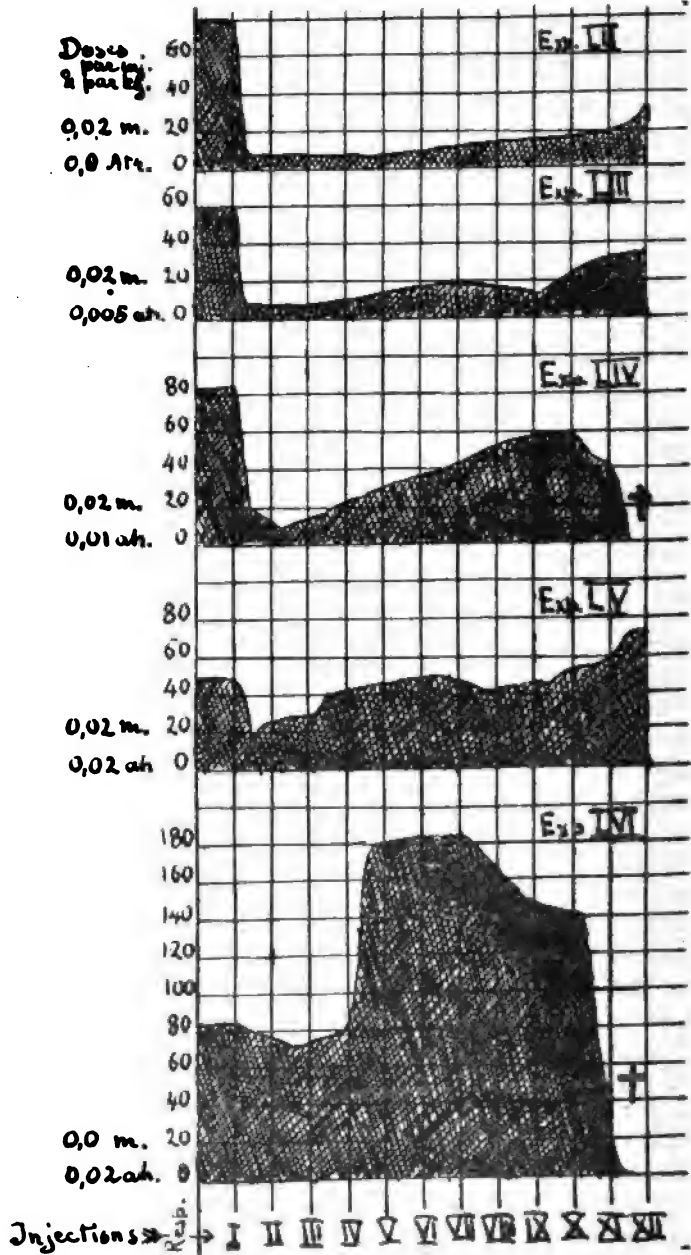 Doses
par inj.
& par kg.
60
40
20
0
Exp. LII
0,02 m.
0,0 Atr.
60
40
20
0
Exp. LIII
0,02 m.
0,005 ah.
80
60
40
20
0
Exp. LIV
0,02 m.
0,01 ah.
80
60
40
20
0
Exp. LV
0,02 m.
0,02 ah
180
160
140
120
100
80
60
40
20
0
Exp. LVI
0,0 m.
0,02 ah.
Injections
Resp.
I II III IV V VI VII VIII IX X XI XII